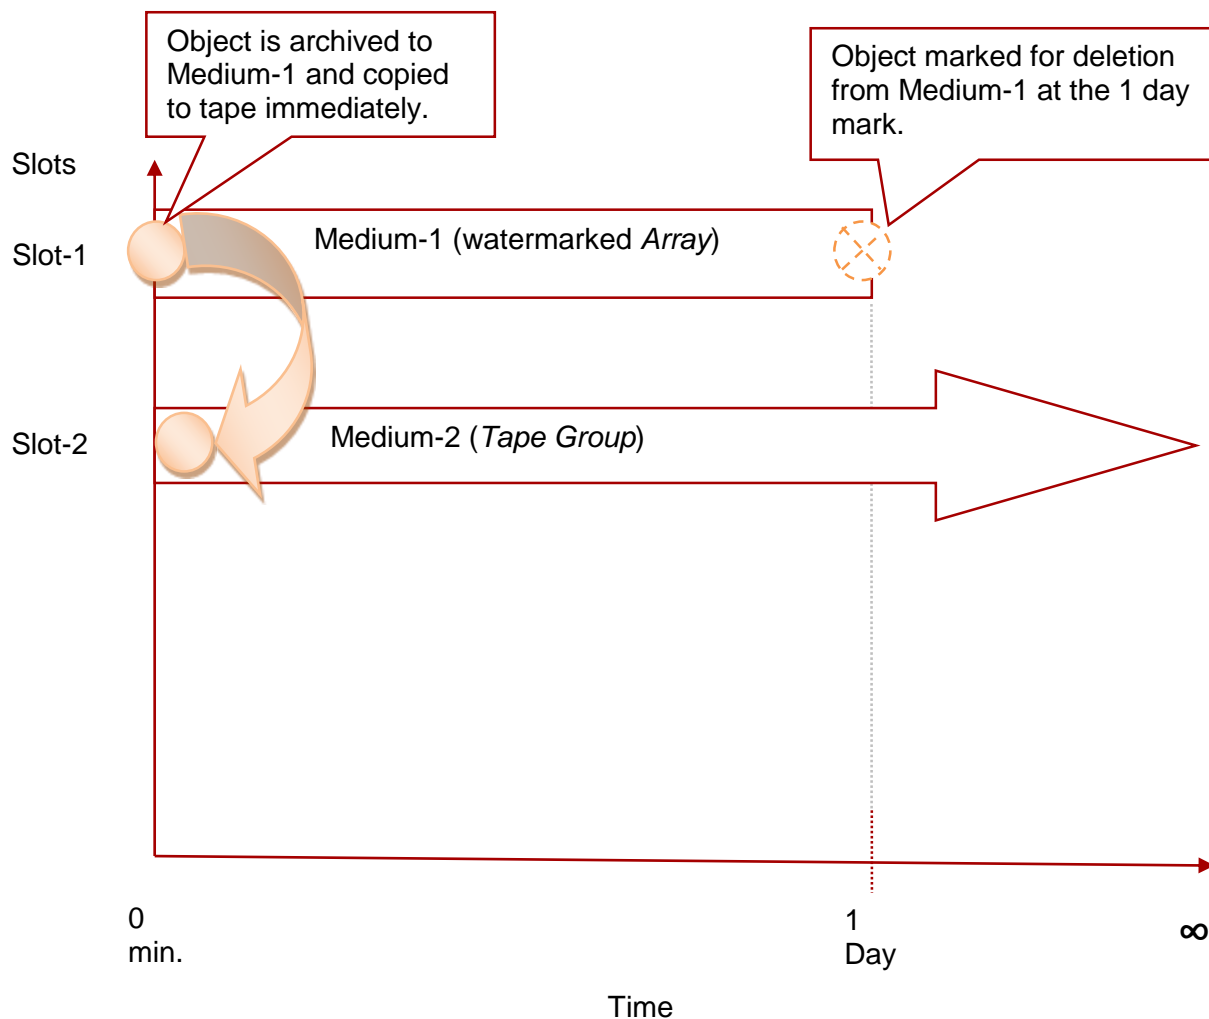 Object is archived to
Medium-1 and copied
to tape immediately.
Object marked for deletion
from Medium-1 at the 1 day
mark.
Slots
Slot-1
Medium-1 (watermarked Array)
Slot-2
Medium-2 (Tape Group)
0
min.
1
Day
∞
Time